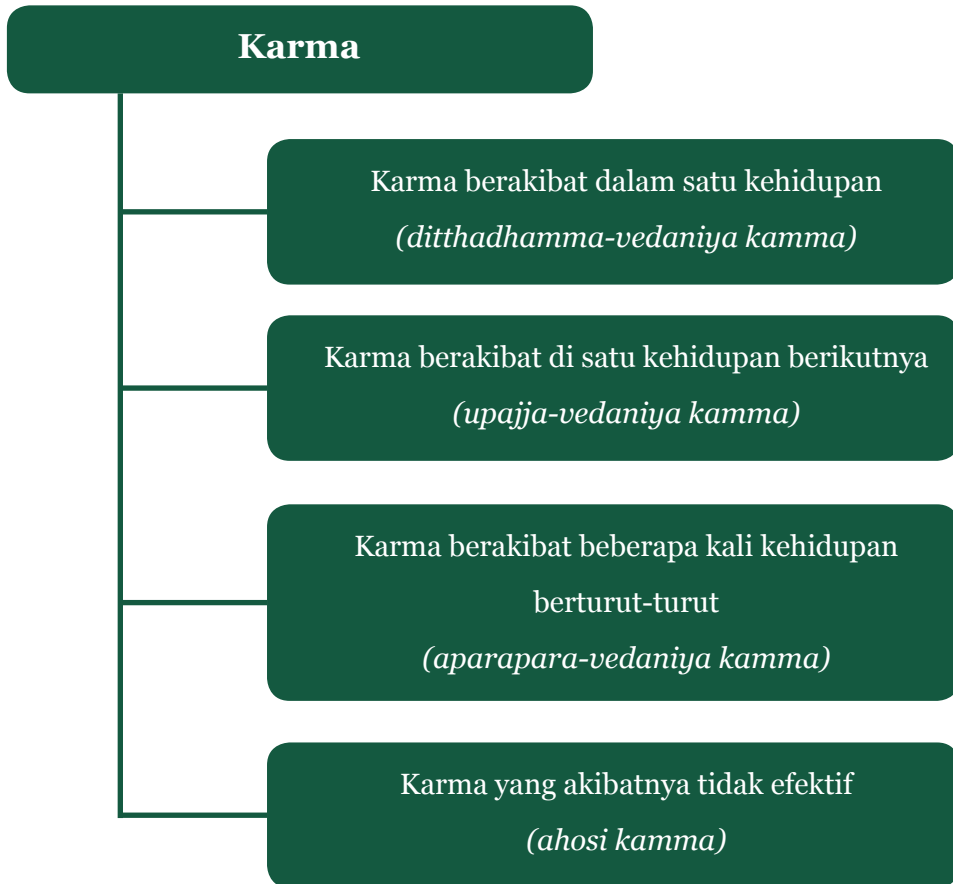 Karma
Karma berakibat dalam satu kehidupan
(ditthadhamma-vedaniya kamma)
Karma berakibat di satu kehidupan berikutnya
(upajja-vedaniya kamma)
Karma berakibat beberapa kali kehidupan
berturut-turut
(aparapara-vedaniya kamma)
Karma yang akibatnya tidak efektif
(ahosi kamma)